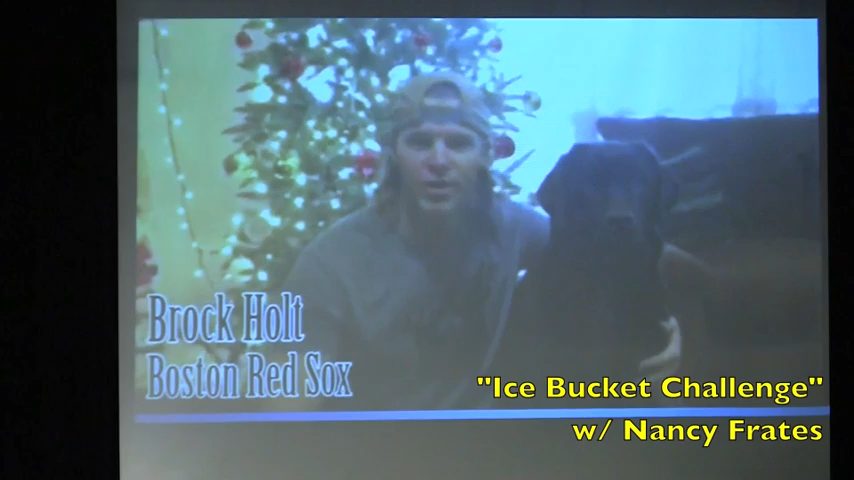 Brock Holt
Boston Red Sox
"Ice Bucket Challenge"
w/ Nancy Frates